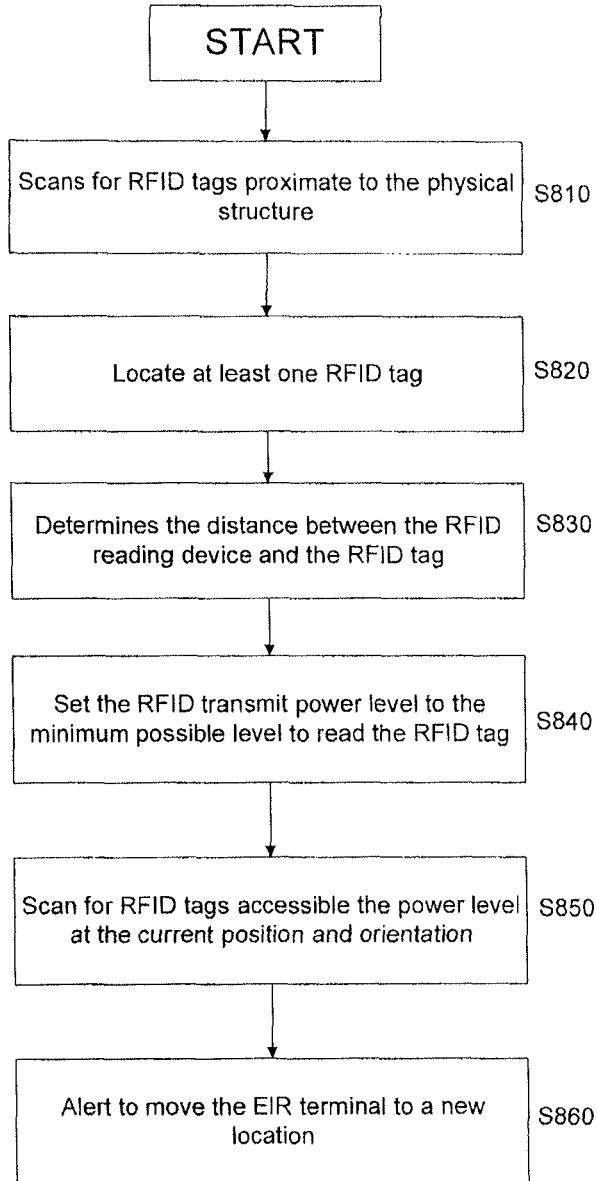 START
Scans for RFID tags proximate to the physical
structure
S810
Locate at least one RFID tag
S820
Determines the distance between the RFID
reading device and the RFID tag
S830
Set the RFID transmit power level to the
minimum possible level to read the RFID tag
S840
Scan for RFID tags accessible the power level
at the current position and orientation
S850
Alert to move the EIR terminal to a new
location
S860